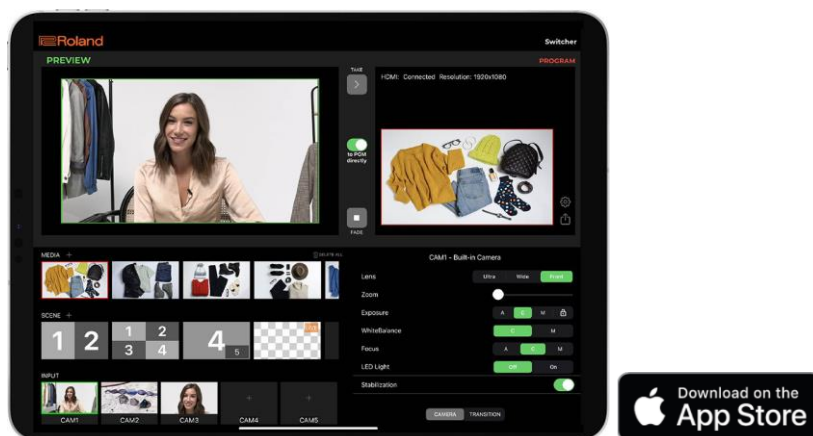 Roland
Switcher
PREVIEW
TAKE
PROGRAM
HDMI: Connected Resolution: 1920x1080
to PGM
directly
FADE
MEDIA +
DELETE ALL
CAM1 - Built-in Camera
Lens
Ultra
Wide
Front
Zoom
SCENE +
Exposure
A
C
M
1 2
1 2
3 4
4
5
WhiteBalance
C
M
Focus
A
C
M
INPUT
LED Light
Off
On
Stabilization
CAM1
CAM2
CAM3
CAM4
CAM5
CAMERA
TRANSITION
Download on the
App Store